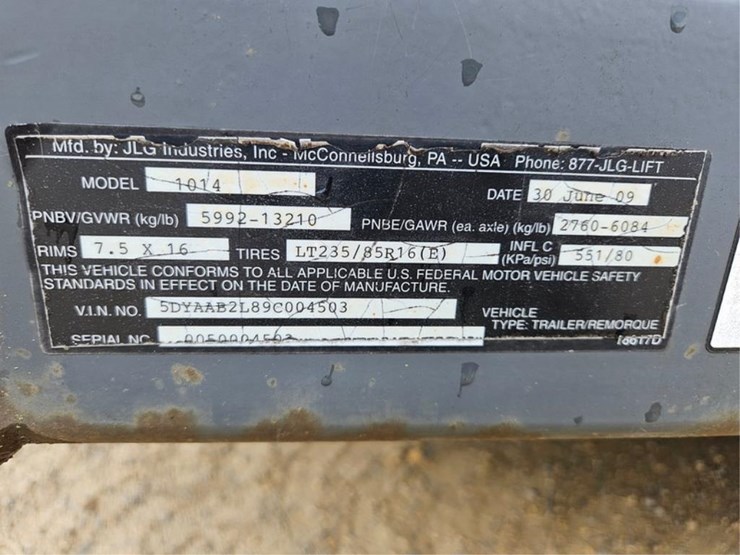 Mfd. by: JLG Industries, Inc - McConnellsburg, PA -- USA Phone: 877-JLG-LIFT
MODEL 1014 DATE 30 June 09
PNBV/GVWR (kg/lb) 5992-13210 PNBE/GAWR (ea. axle) (kg/lb) 2760-6084
RIMS 7.5 X 16 TIRES LT235/85R16(E) INFL C (KPa/psi) 551/80
THIS VEHICLE CONFORMS TO ALL APPLICABLE U.S. FEDERAL MOTOR VEHICLE SAFETY
STANDARDS IN EFFECT ON THE DATE OF MANUFACTURE.
V.I.N. NO. 5DYAAB2L89C004503 VEHICLE
TYPE: TRAILER/REMORQUE
SERIAL NO 0050004503